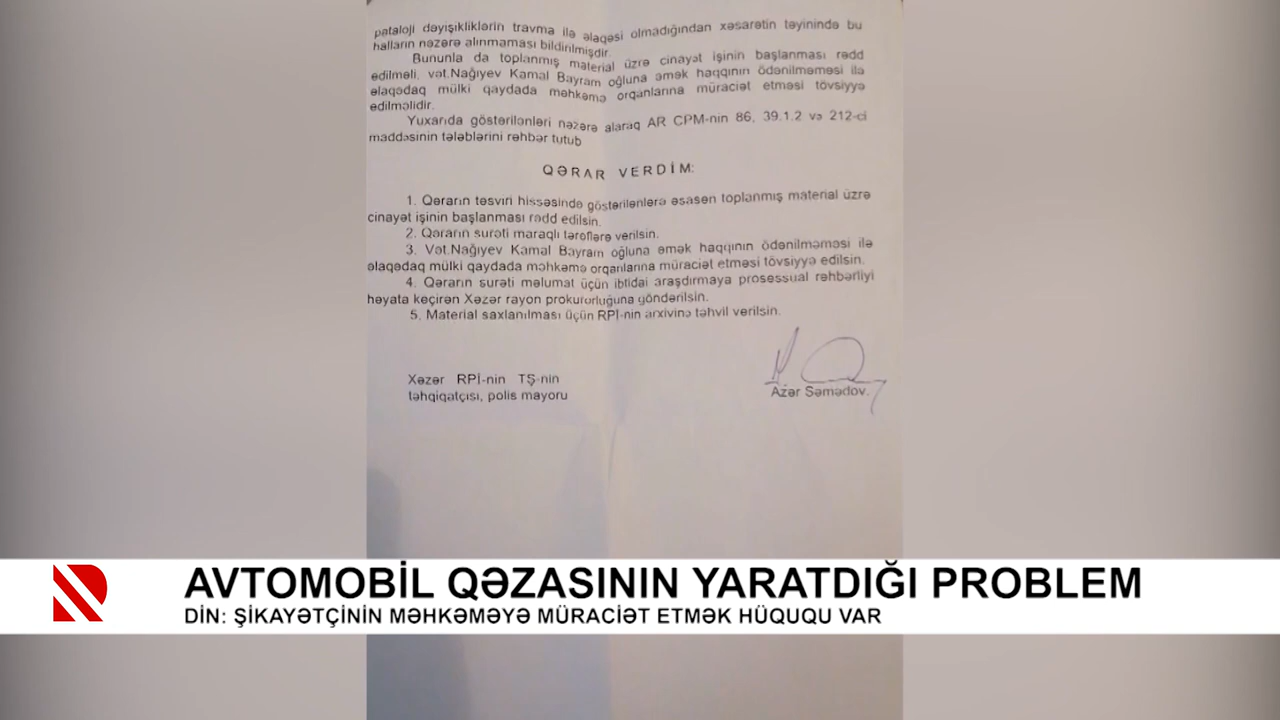 pataloji dəyişikliklərin travma ilə əlaqəsi olmadığından xəsarətin təyinində bu
halların nəzərə alınmaması bildirilmişdir.
Bununla da toplanmış material üzrə cinayət işinin başlanması rədd
edilməli, vət.Nağıyev Kamal Bayram oğluna əmək haqqının ödənilməməsi ilə
əlaqədaq mülki qaydada məhkəmə orqanlarına müraciət etməsi tövsiyyə
edilməlidir.
Yuxarıda göstərilənləri nəzərə alaraq AR CPM-nin 86, 39.1.2 və 212-ci
maddəsinin tələblərini rəhbər tutub
QƏRAR VERDİM:
1. Qərarın təsviri hissəsində göstərilənlərə əsasən toplanmış material üzrə
cinayət işinin başlanması rədd edilsin.
2. Qərarın surəti maraqlı tərəflərə verilsin.
3. Vət.Nağıyev Kamal Bayram oğluna əmək haqqının ödənilməməsi ilə
əlaqədaq mülki qaydada məhkəmə orqanlarına müraciət etməsi tövsiyyə edilsin.
4. Qərarın surəti məlumat üçün ibtidai araşdırmaya prosessual rəhbərliyi
həyata keçirən Xəzər rayon prokurorluğuna göndərilsin.
5. Material saxlanılması üçün RPİ-nin arxivinə təhvil verilsin.
Xəzər RPİ-nin TŞ-nin
təhqiqatçısı, polis mayoru
Azər Səmədov.
AVTOMOBİL QƏZASININ YARATDIĞI PROBLEM
DİN: ŞİKAYƏTÇİNİN MƏHKƏMƏYƏ MÜRACİƏT ETMƏK HÜQUQU VAR